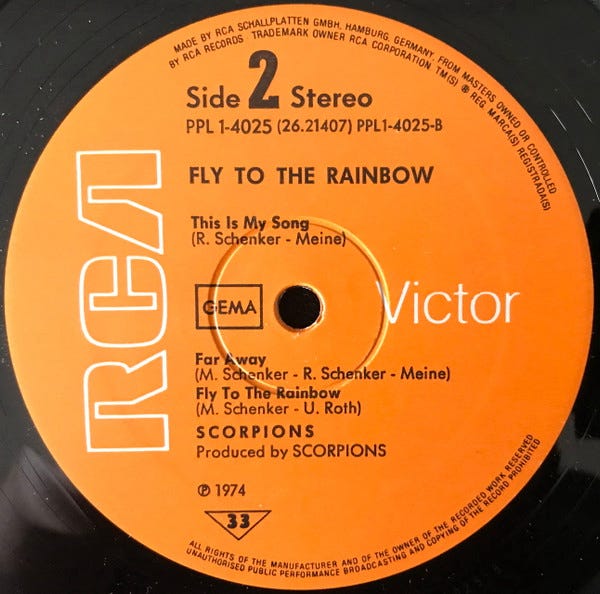 MADE BY RCA SCHALLPLATTEN GMBH, HAMBURG, GERMANY, FROM MASTERS OWNED OR CONTROLLED
BY RCA RECORDS · TRADEMARK OWNER RCA CORPORATION TM(S) ® REG. MARCA(S) REGISTRADA(S)
Side 2 Stereo
PPL 1-4025 (26.21407) PPL1-4025-B
FLY TO THE RAINBOW
RCA
This Is My Song
(R. Schenker - Meine)
GEMA
Victor
Far Away
(M. Schenker - R. Schenker - Meine)
Fly To The Rainbow
(M. Schenker - U. Roth)
SCORPIONS
Produced by SCORPIONS
℗ 1974
33
ALL RIGHTS OF THE MANUFACTURER AND OF THE OWNER OF THE RECORDED WORK RESERVED
UNAUTHORISED PUBLIC PERFORMANCE BROADCASTING AND COPYING OF THE RECORD PROHIBITED